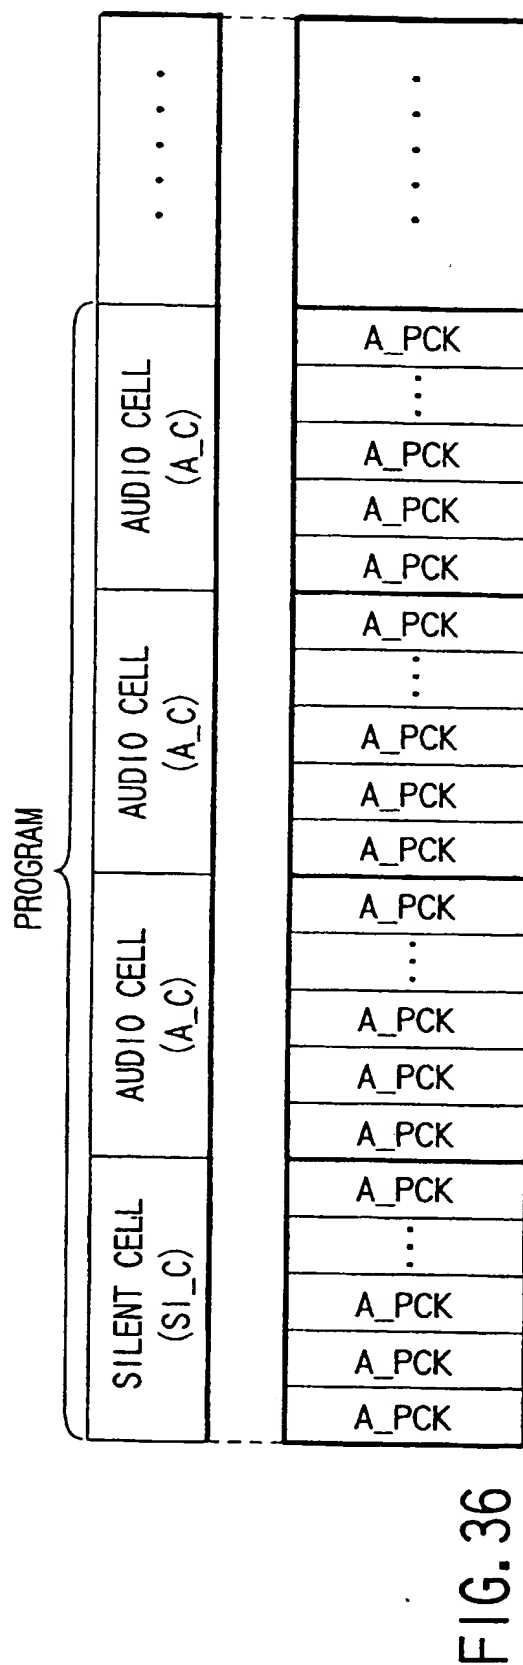 PROGRAM
SILENT CELL
(SI_C)
AUDIO CELL
(A_C)
AUDIO CELL
(A_C)
AUDIO CELL
(A_C)
.....
A_PCK
A_PCK
A_PCK
...
A_PCK
A_PCK
A_PCK
A_PCK
...
A_PCK
A_PCK
A_PCK
A_PCK
...
A_PCK
A_PCK
A_PCK
A_PCK
...
A_PCK
.....
FIG. 36